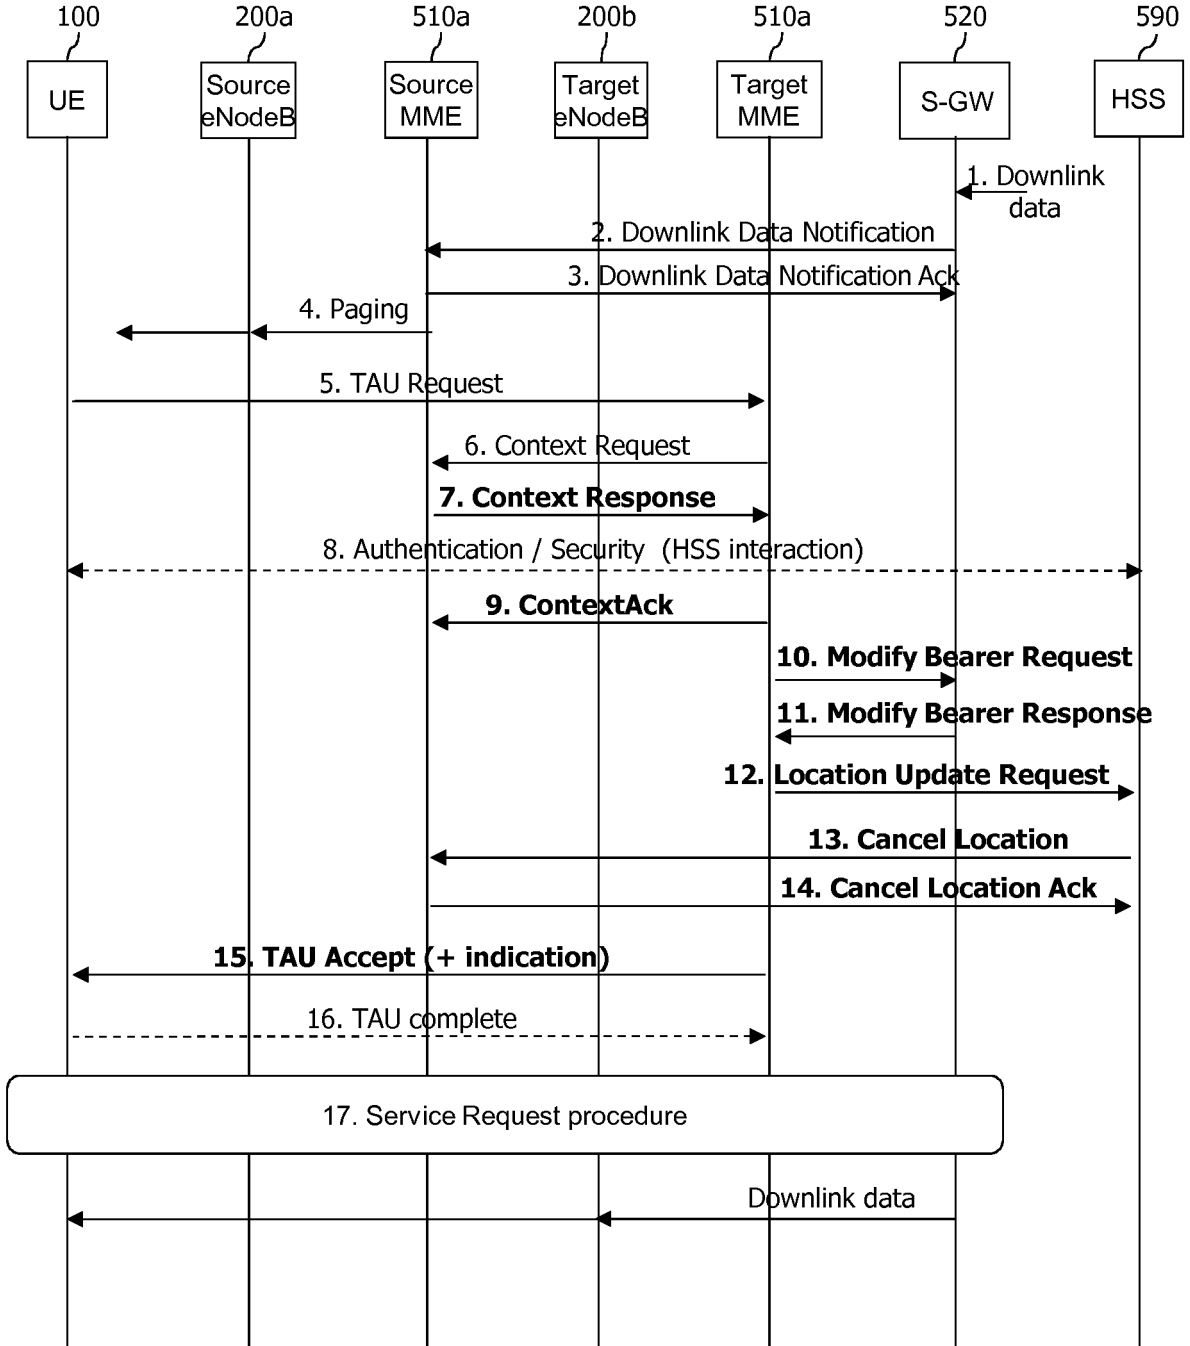 100 200a 510a 200b 510a 520 590
UE
Source
eNodeB
Source
MME
Target
eNodeB
Target
MME
S-GW
HSS
1. Downlink
data
2. Downlink Data Notification
3. Downlink Data Notification Ack
4. Paging
5. TAU Request
6. Context Request
7. Context Response
8. Authentication / Security (HSS interaction)
9. ContextAck
10. Modify Bearer Request
11. Modify Bearer Response
12. Location Update Request
13. Cancel Location
14. Cancel Location Ack
15. TAU Accept (+ indication)
16. TAU complete
17. Service Request procedure
Downlink data